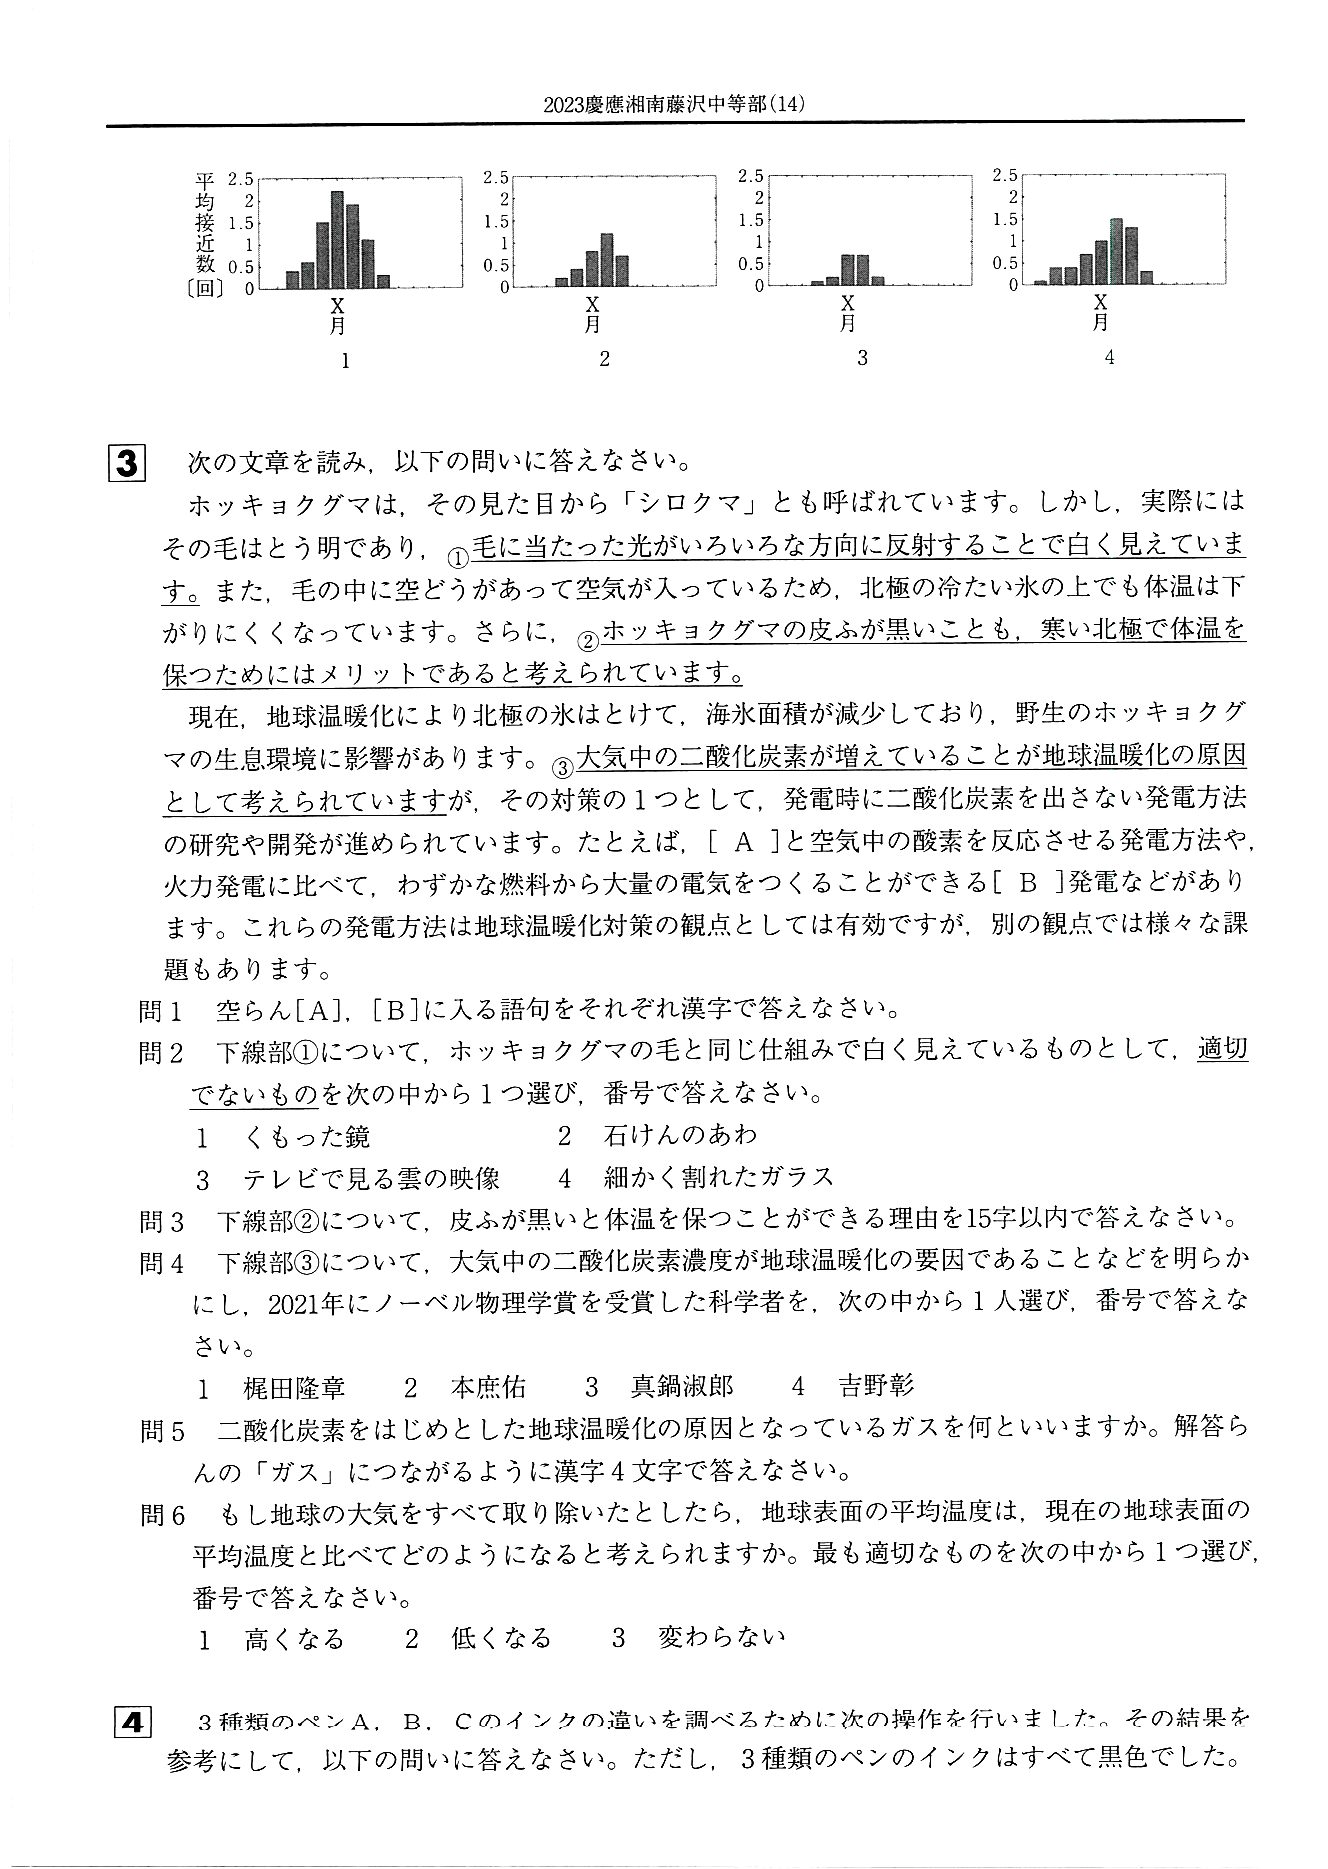 2023慶應湘南藤沢中等部(14)
平均接近数〔回〕
2.5
2
1.5
1
0.5
0
X
月
1
2.5
2
1.5
1
0.5
0
X
月
2
2.5
2
1.5
1
0.5
0
X
月
3
2.5
2
1.5
1
0.5
0
X
月
4
3 次の文章を読み，以下の問いに答えなさい。
ホッキョクグマは，その見た目から「シロクマ」とも呼ばれています。しかし，実際には
その毛はとう明であり，①毛に当たった光がいろいろな方向に反射することで白く見えていま
す。また，毛の中に空どうがあって空気が入っているため，北極の冷たい氷の上でも体温は下
がりにくくなっています。さらに，②ホッキョクグマの皮ふが黒いことも，寒い北極で体温を
保つためにはメリットであると考えられています。
現在，地球温暖化により北極の氷はとけて，海氷面積が減少しており，野生のホッキョクグ
マの生息環境に影響があります。③大気中の二酸化炭素が増えていることが地球温暖化の原因
として考えられていますが，その対策の１つとして，発電時に二酸化炭素を出さない発電方法
の研究や開発が進められています。たとえば，[ A ]と空気中の酸素を反応させる発電方法や，
火力発電に比べて，わずかな燃料から大量の電気をつくることができる[ B ]発電などがあり
ます。これらの発電方法は地球温暖化対策の観点としては有効ですが，別の観点では様々な課
題もあります。
問１ 空らん[A]，[B]に入る語句をそれぞれ漢字で答えなさい。
問２ 下線部①について，ホッキョクグマの毛と同じ仕組みで白く見えているものとして，適切
でないものを次の中から１つ選び，番号で答えなさい。
1 くもった鏡 2 石けんのあわ
3 テレビで見る雲の映像 4 細かく割れたガラス
問３ 下線部②について，皮ふが黒いと体温を保つことができる理由を15字以内で答えなさい。
問４ 下線部③について，大気中の二酸化炭素濃度が地球温暖化の要因であることなどを明らか
にし，2021年にノーベル物理学賞を受賞した科学者を，次の中から１人選び，番号で答えな
さい。
1 梶田隆章 2 本庶佑 3 真鍋淑郎 4 吉野彰
問５ 二酸化炭素をはじめとした地球温暖化の原因となっているガスを何といいますか。解答ら
んの「ガス」につながるように漢字４文字で答えなさい。
問６ もし地球の大気をすべて取り除いたとしたら，地球表面の平均温度は，現在の地球表面の
平均温度と比べてどのようになると考えられますか。最も適切なものを次の中から１つ選び，
番号で答えなさい。
1 高くなる 2 低くなる 3 変わらない
4 ３種類のペンA，B，Cのインクの違いを調べるために次の操作を行いました。その結果を
参考にして，以下の問いに答えなさい。ただし，３種類のペンのインクはすべて黒色でした。